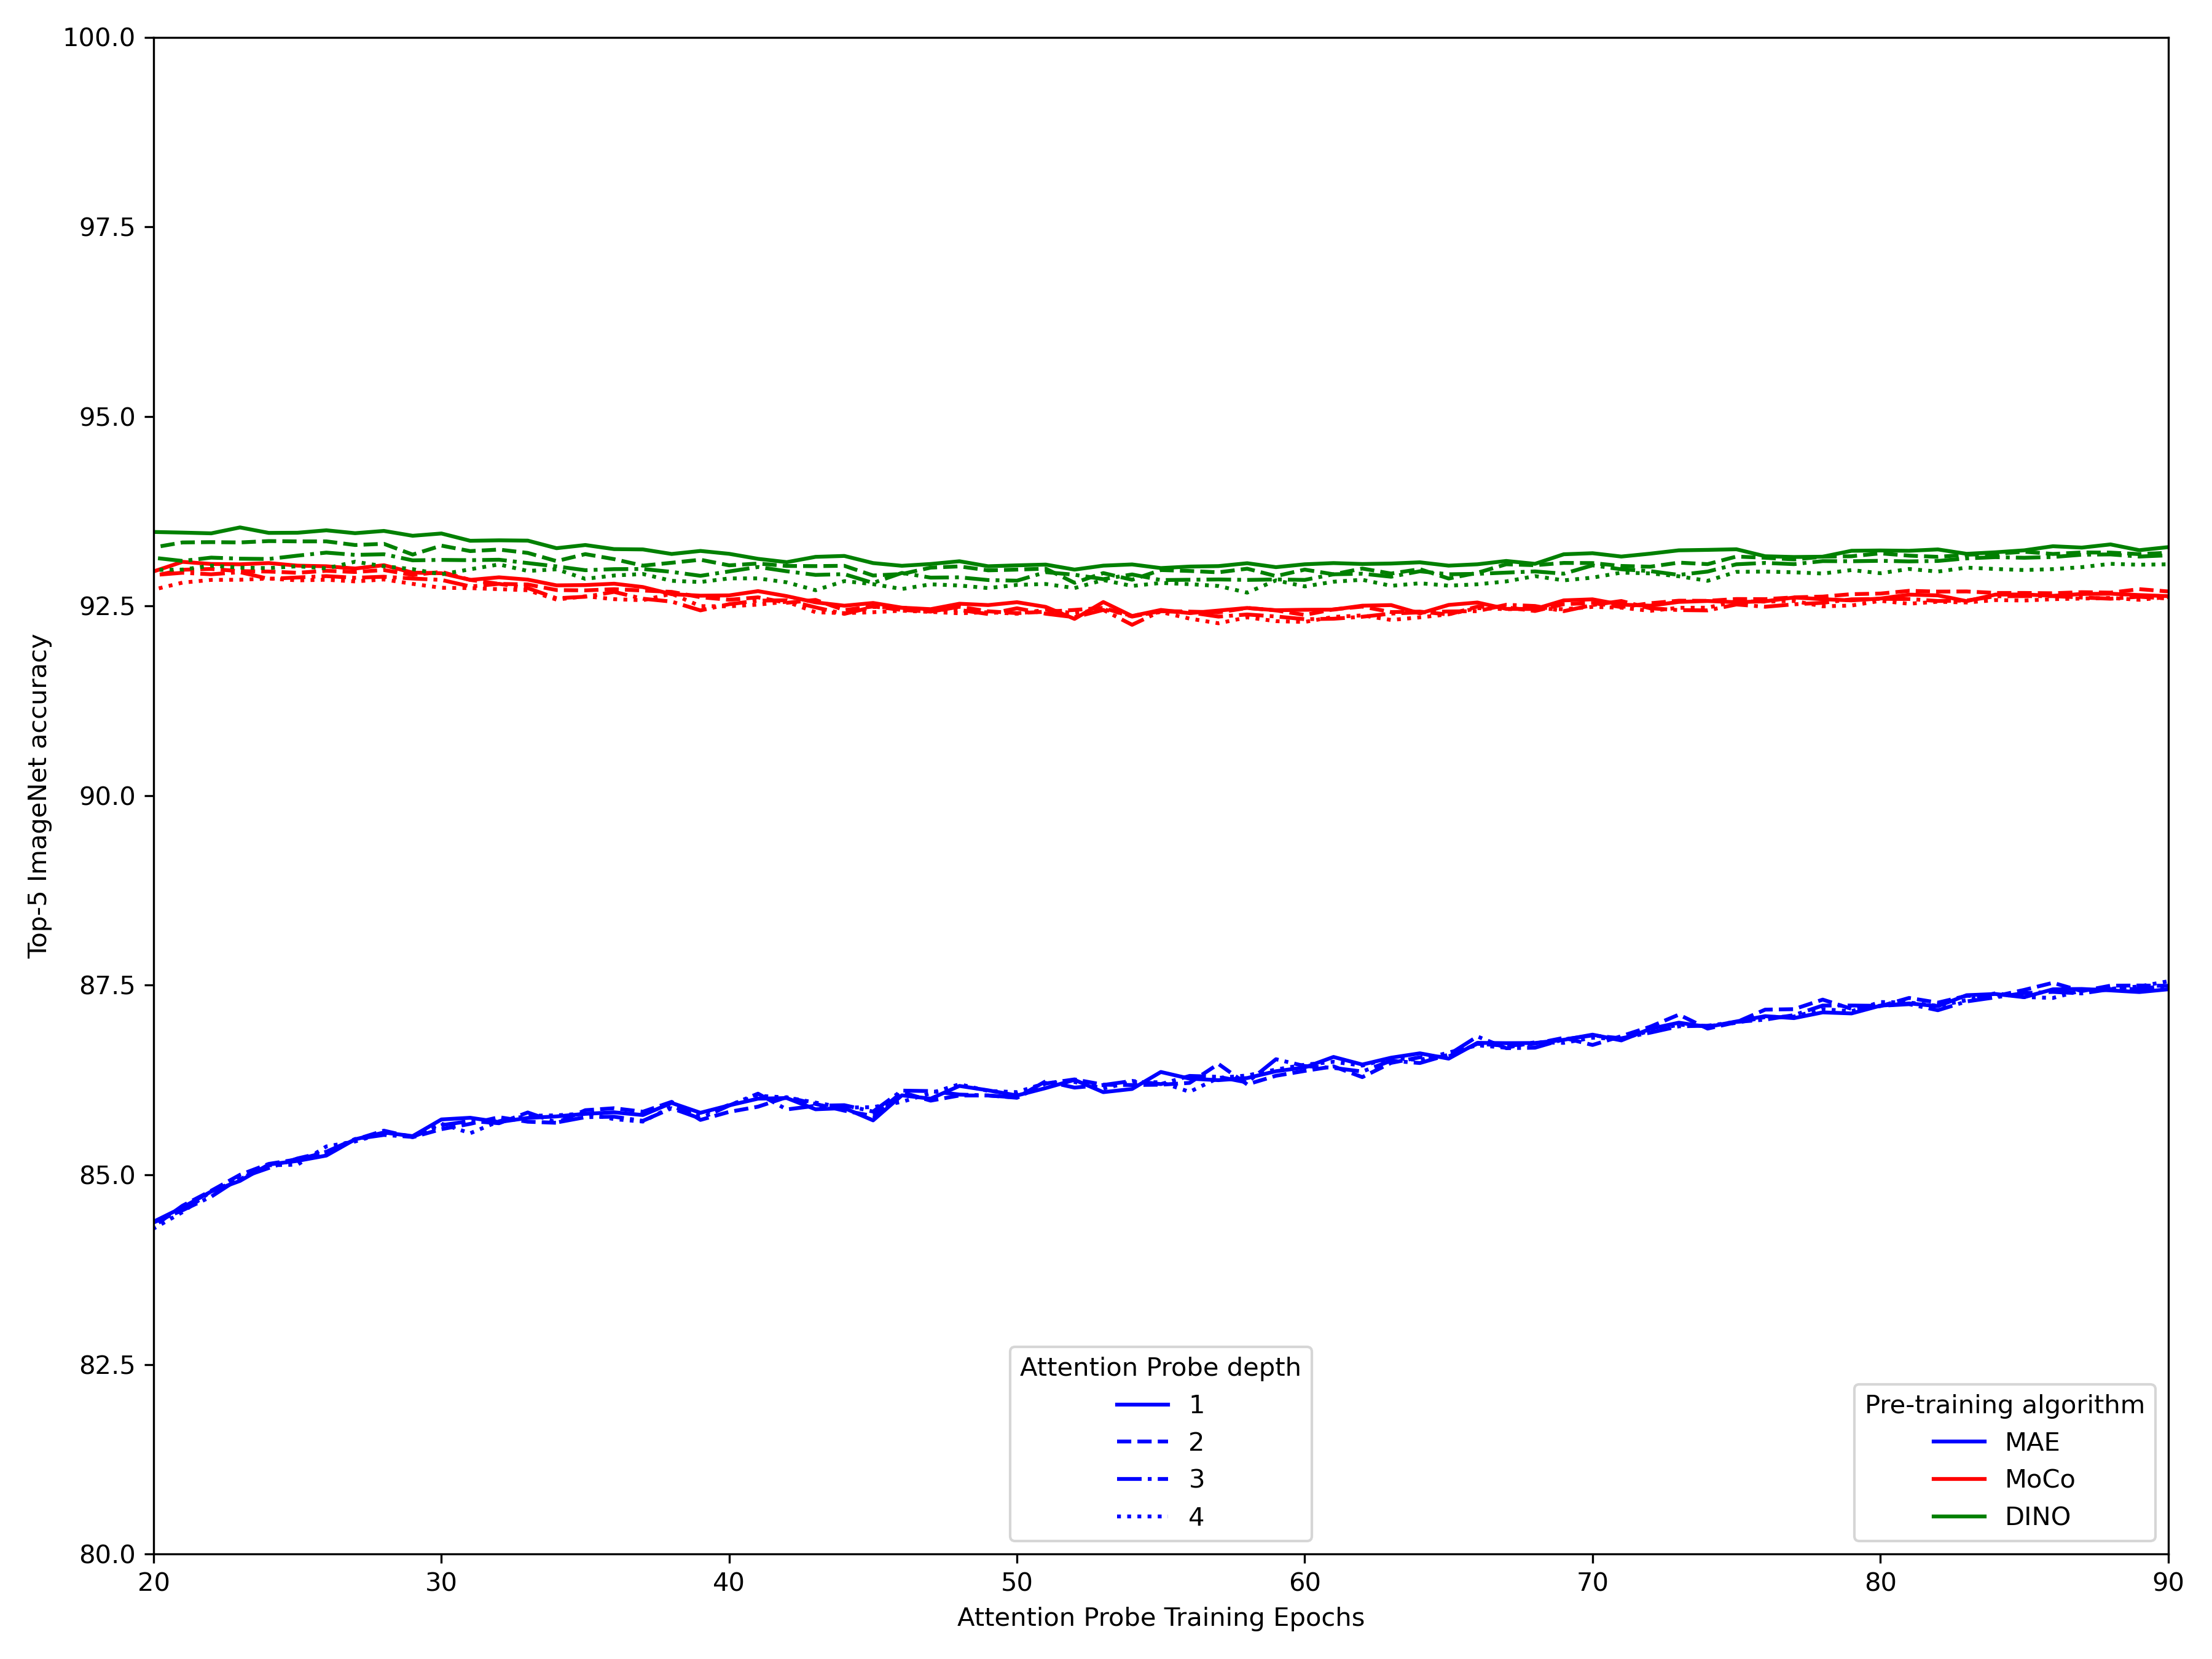 100.0
97.5
95.0
92.5
90.0
87.5
85.0
82.5
80.0
Top-5 ImageNet accuracy
20 30 40 50 60 70 80 90
Attention Probe Training Epochs
Attention Probe depth
1
2
3
4
Pre-training algorithm
MAE
MoCo
DINO